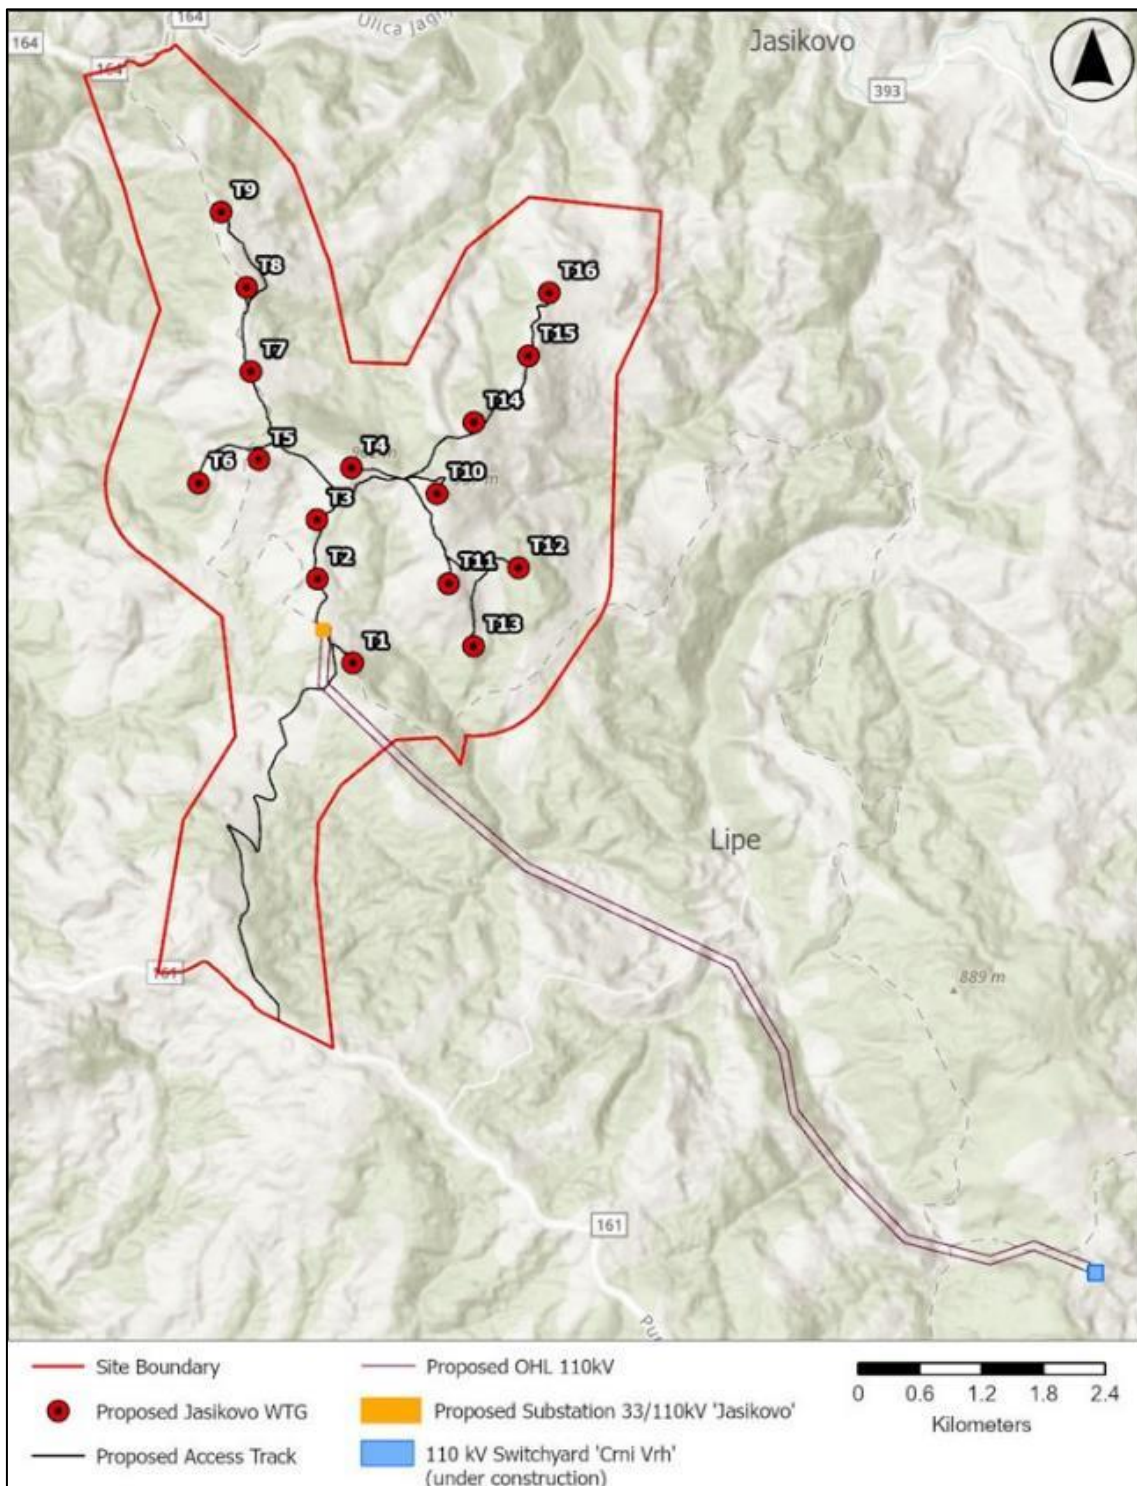 164
Ulica Jagnj
164
Jasikovo
164
393
T9
T8
T16
T15
T7
T14
T4
T5
T6
T10
m
T3
T12
T11
T2
T13
T1
Lipe
161
889 m
161
Pu
Site Boundary
Proposed OHL 110kV
Proposed Jasikovo WTG
Proposed Substation 33/110kV 'Jasikovo'
Proposed Access Track
110 kV Switchyard 'Crni Vrh'
(under construction)
0 0.6 1.2 1.8 2.4
Kilometers